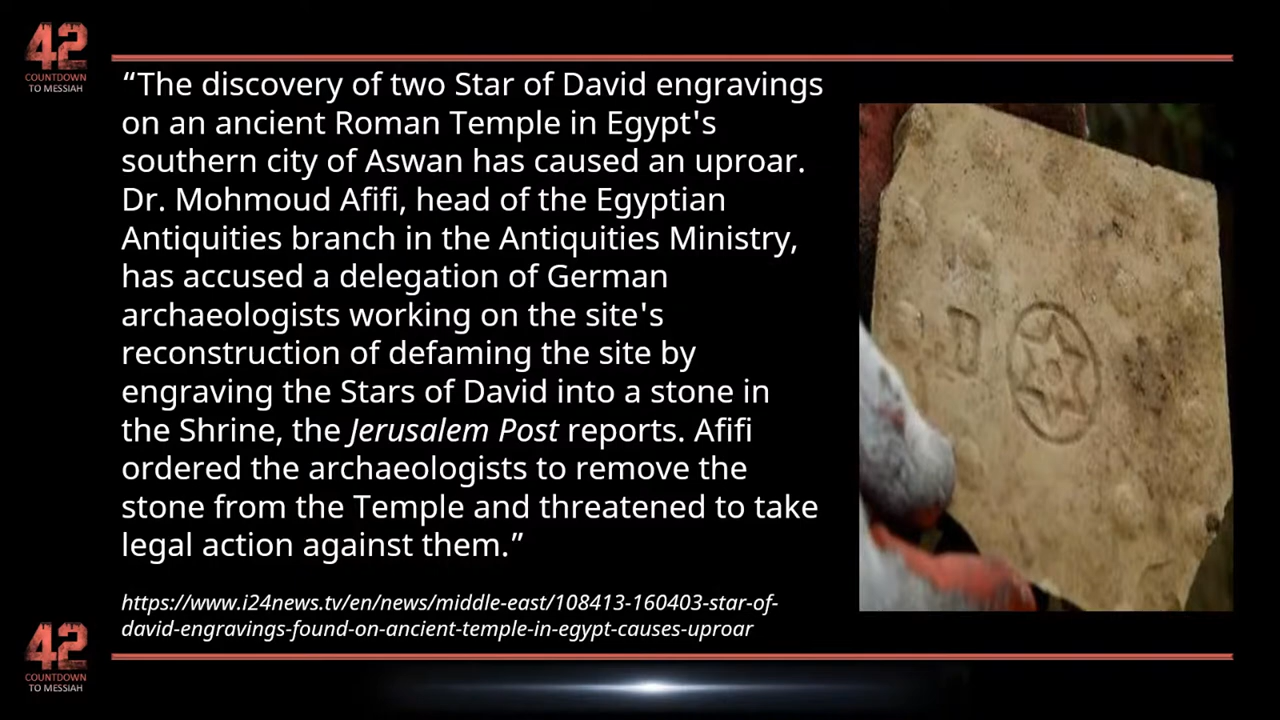 42
COUNTDOWN
TO MESSIAH
“The discovery of two Star of David engravings
on an ancient Roman Temple in Egypt's
southern city of Aswan has caused an uproar.
Dr. Mohmoud Afifi, head of the Egyptian
Antiquities branch in the Antiquities Ministry,
has accused a delegation of German
archaeologists working on the site's
reconstruction of defaming the site by
engraving the Stars of David into a stone in
the Shrine, the Jerusalem Post reports. Afifi
ordered the archaeologists to remove the
stone from the Temple and threatened to take
legal action against them.”
https://www.i24news.tv/en/news/middle-east/108413-160403-star-of-
david-engravings-found-on-ancient-temple-in-egypt-causes-uproar
42
COUNTDOWN
TO MESSIAH